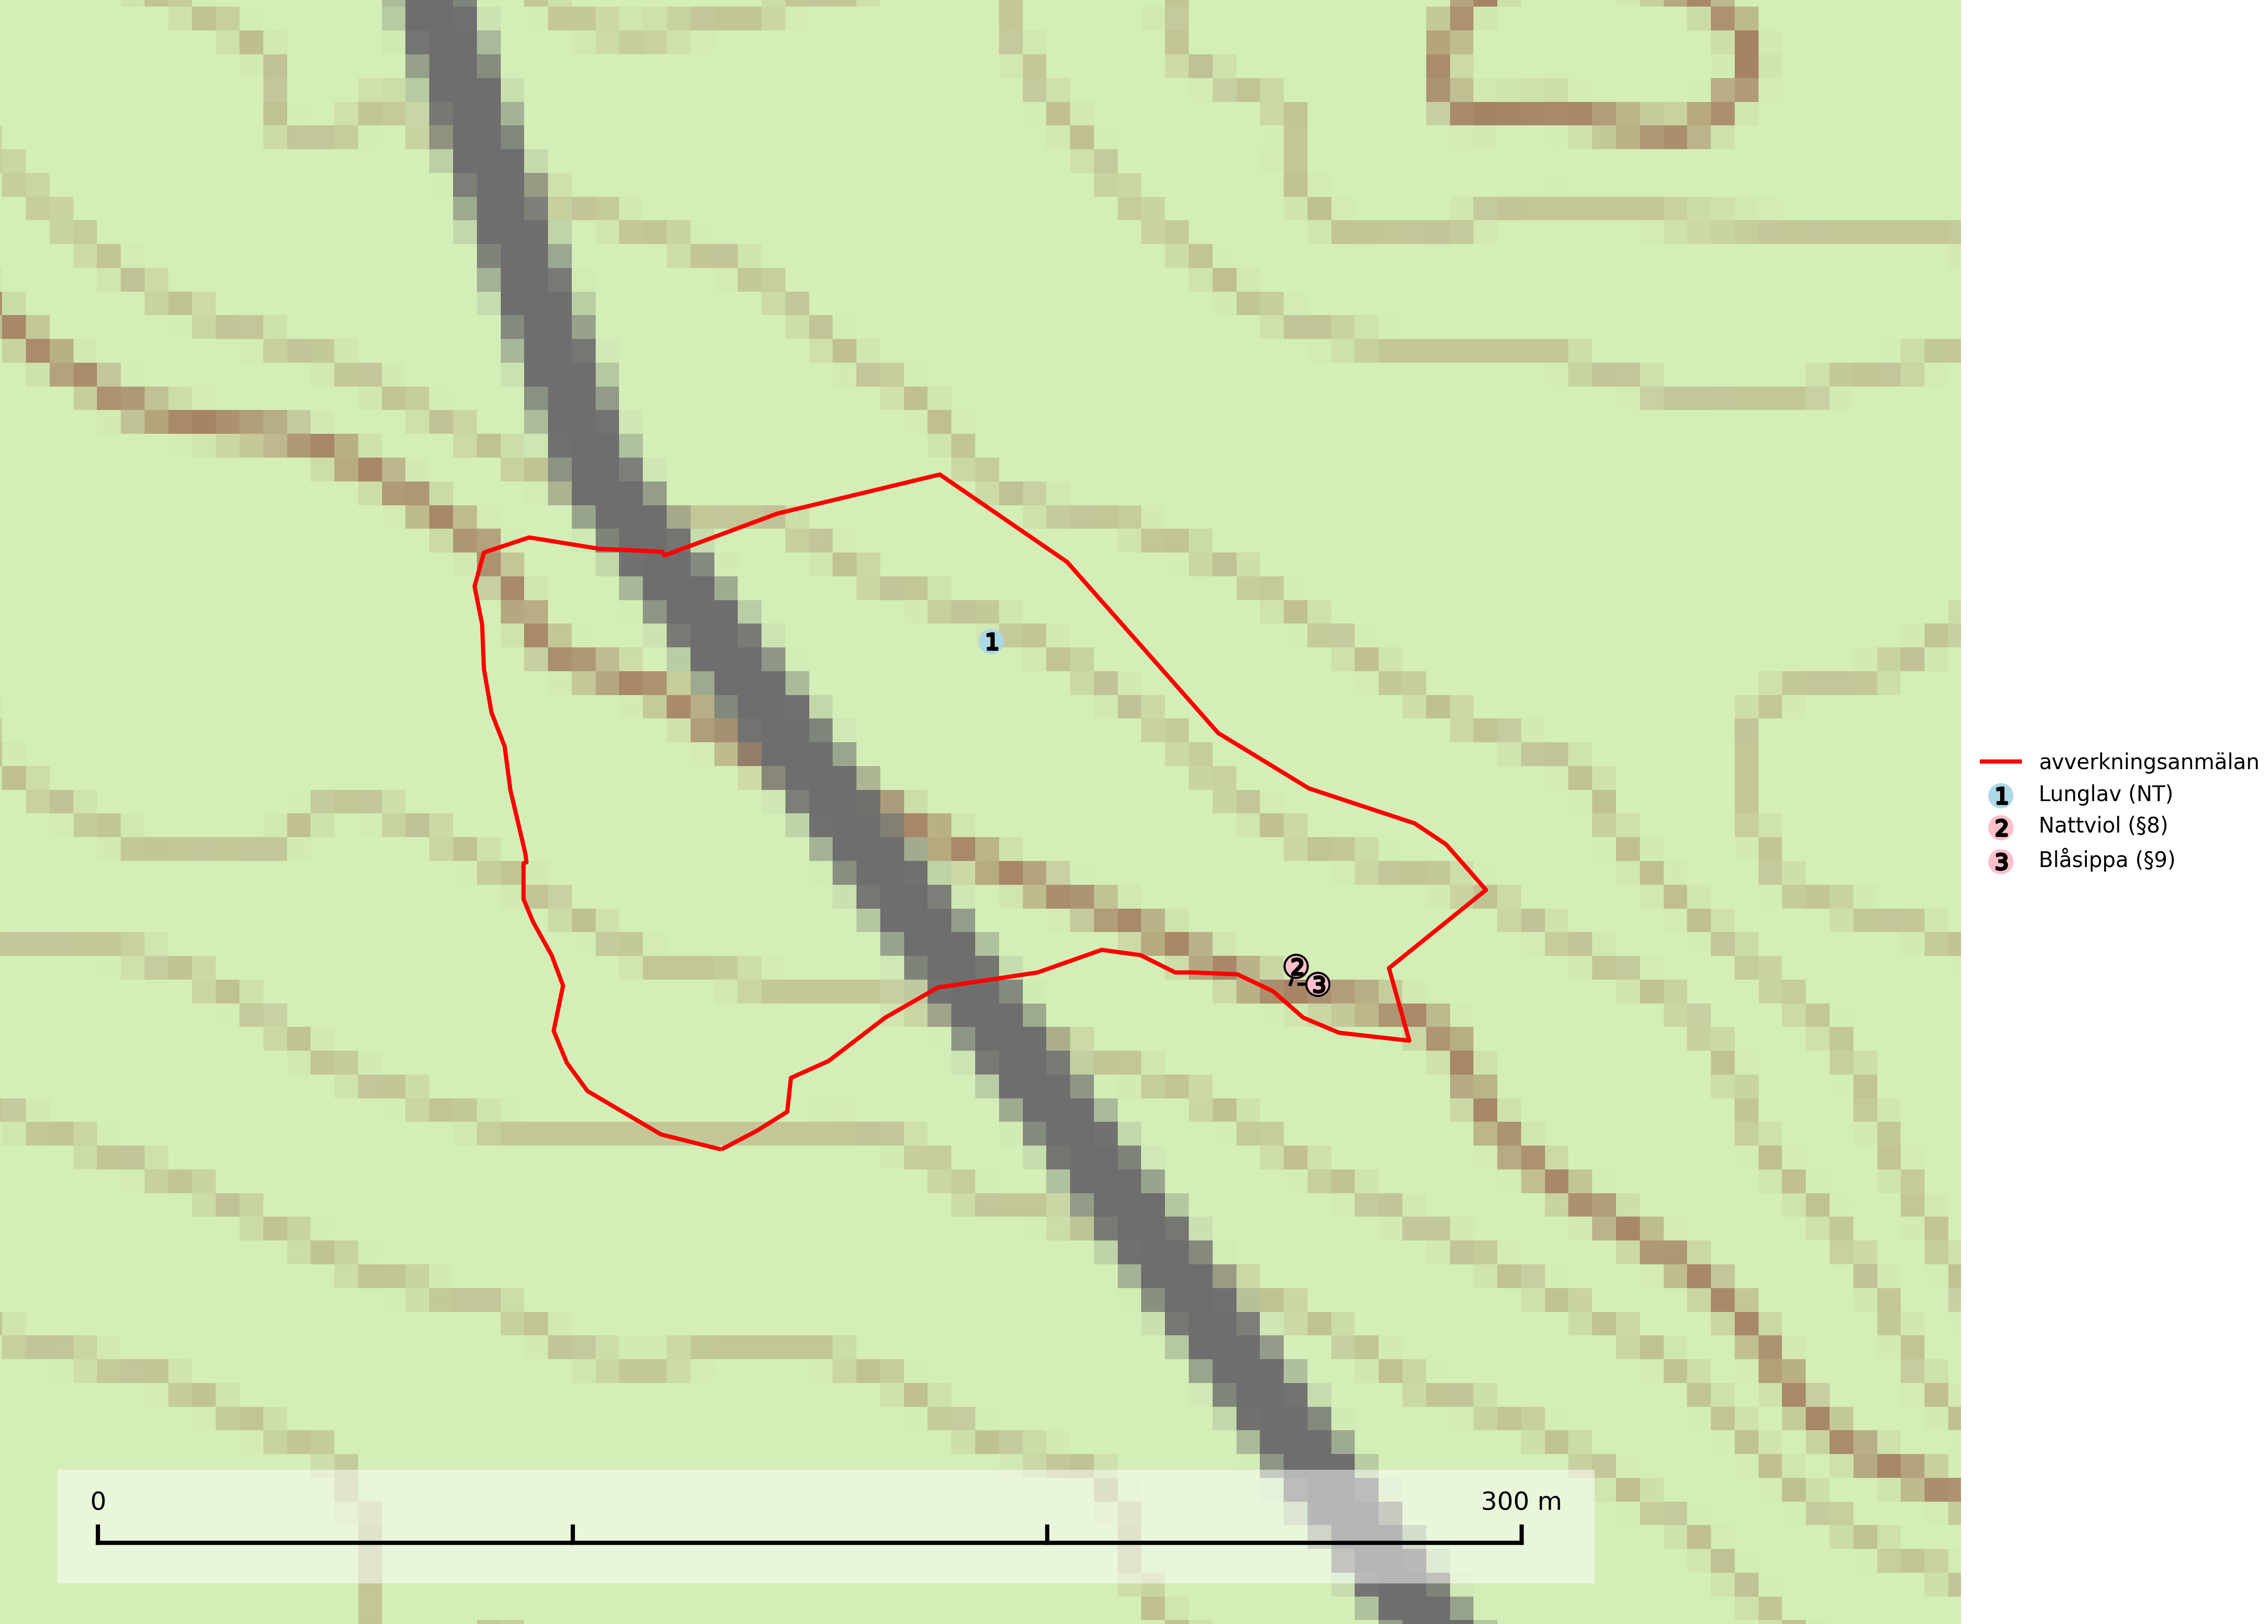 1
2
3
avverkningsanmälan
1 Lunglav (NT)
2 Nattviol (§8)
3 Blåsippa (§9)
0 300 m